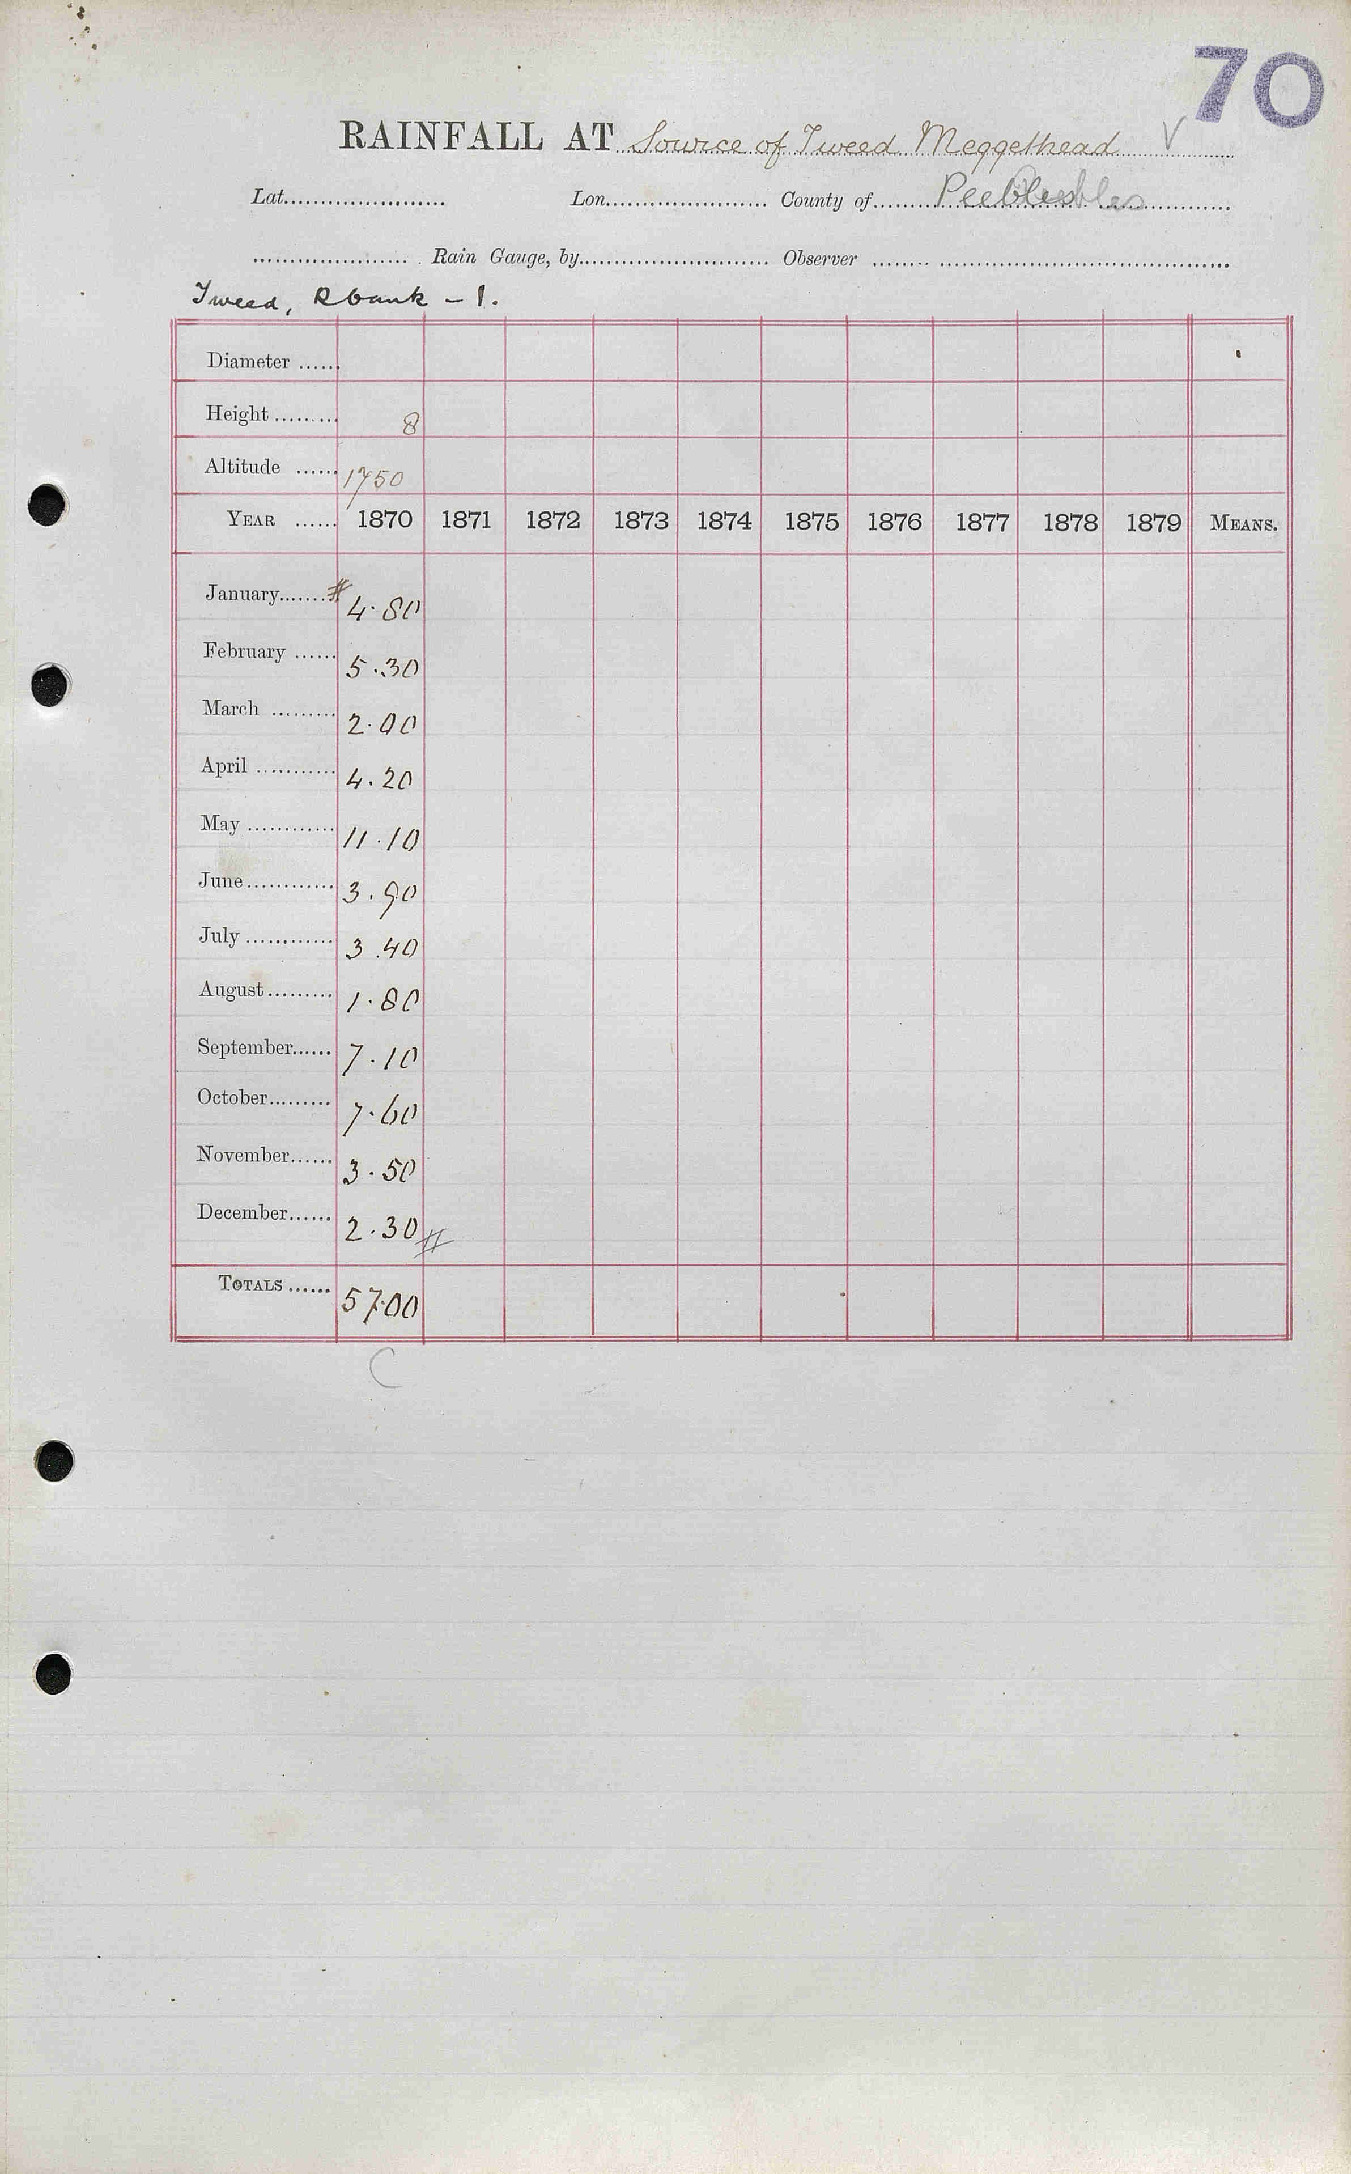 70
RAINFALL AT Source of Tweed Meggethead V
Lat...................... Lon....................... County of......... Peebles
...................... Rain Gauge, by.......................... Observer ........
Tweed, R bank - 1.
Diameter ......
Height ......... 8
Altitude ...... 1750
YEAR ...... 1870 1871 1872 1873 1874 1875 1876 1877 1878 1879 MEANS.
January....... # 4.80
February ...... 5.30
March ......... 2.00
April ........... 4.20
May ............ 11.10
June............ 3.90
July ............ 3.40
August ......... 1.80
September...... 7.10
October......... 7.60
November...... 3.50
December...... 2.30 #
TOTALS ...... 57.00
C